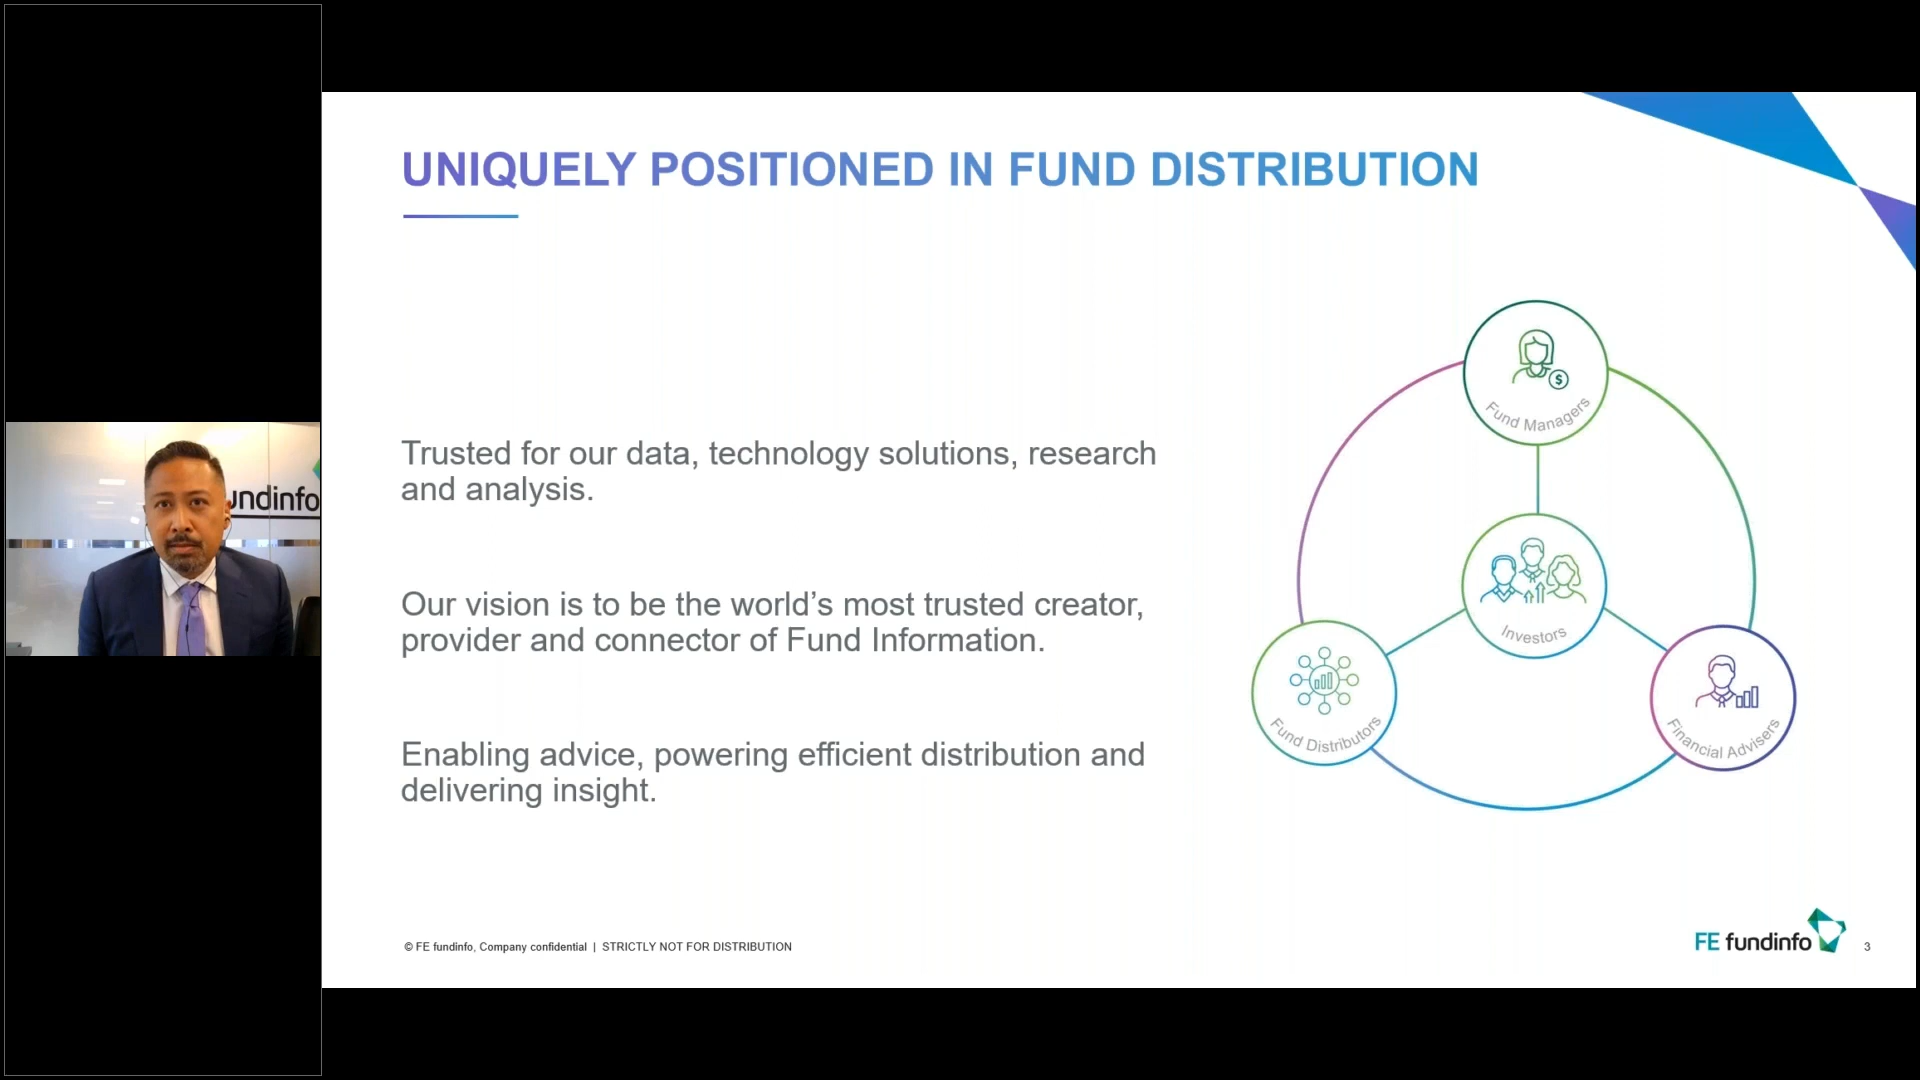 UNIQUELY POSITIONED IN FUND DISTRIBUTION
Trusted for our data, technology solutions, research
and analysis.
Our vision is to be the world’s most trusted creator,
provider and connector of Fund Information.
Enabling advice, powering efficient distribution and
delivering insight.
$
Fund Managers
Investors
Fund Distributors
Financial Advisers
undinfo
© FE fundinfo, Company confidential | STRICTLY NOT FOR DISTRIBUTION
FE fundinfo
3